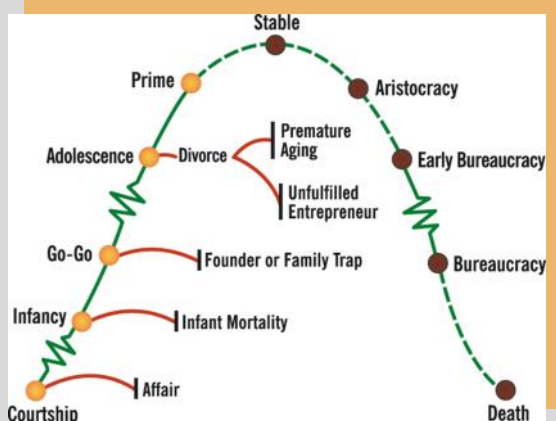 Stable
Prime
Aristocracy
Adolescence
Divorce
Premature
Aging
Early Bureaucracy
Unfulfilled
Entrepreneur
Go-Go
Founder or Family Trap
Bureaucracy
Infancy
Infant Mortality
Affair
Courtship
Death